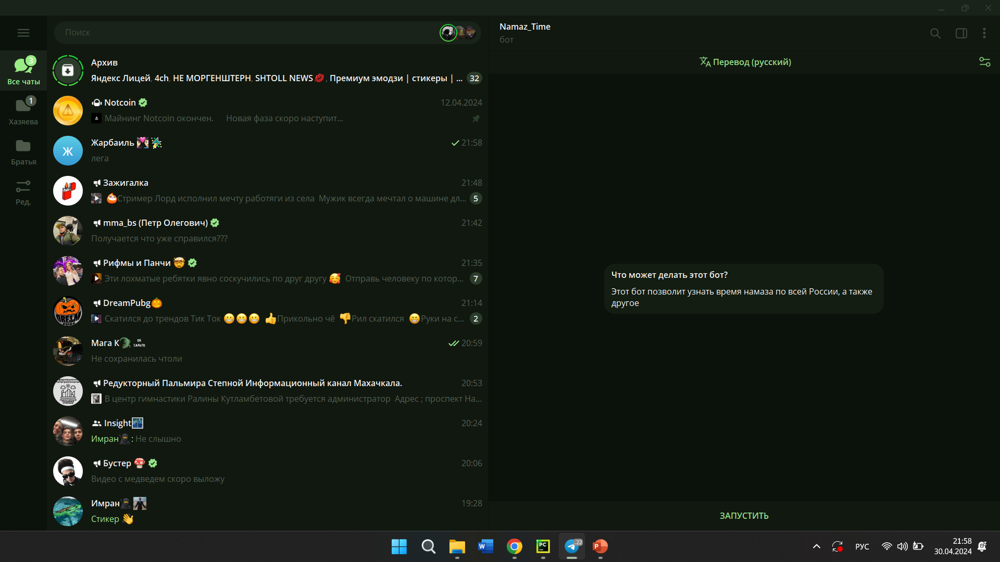 Поиск
Namaz_Time
бот
3
Все чаты
1
Хазяева
Братья
Ред.
Архив
Яндекс Лицей, 4ch, НЕ МОРГЕНШТЕРН, SHTOLL NEWS💋, Премиум эмодзи | стикеры | ... 32
Notcoin 12.04.2024
Майнинг Notcoin окончен. Новая фаза скоро наступит...
Ж
Жарбаиль 21:58
лега
Зажигалка 21:48
Стример Лорд исполнил мечту работяги из села Мужик всегда мечтал о машине дл... 5
mma_bs (Петр Олегович) 21:42
Получается что уже справился???
Рифмы и Панчи 🤯 21:35
Эти лохматые ребятки явно соскучились по друг другу 🥰 Отправь человеку по котор... 7
DreamPubg🎃 21:14
Скатился до трендов Тик Ток 😬😬😬 👍Прикольно чё 👎Рил скатился 😁Руки на с... 2
Мага К🐊 ОК САЛЬТО 20:59
Не сохранилась чтоли
Редукторный Пальмира Степной Информационный канал Махачкала. 20:53
В центр гимнастики Ралины Кутламбетовой требуется администратор Адрес ; проспект На...
Insight 20:24
Имран🥷: Не слышно
Бустер 🍄 20:06
Видео с медведем скоро выложу
Имран🥷 19:28
Стикер 👋
Перевод (русский)
Что может делать этот бот?
Этот бот позволит узнать время намаза по всей России, а также
другое
ЗАПУСТИТЬ
W
PC
..22
P
РУС
21:58
30.04.2024